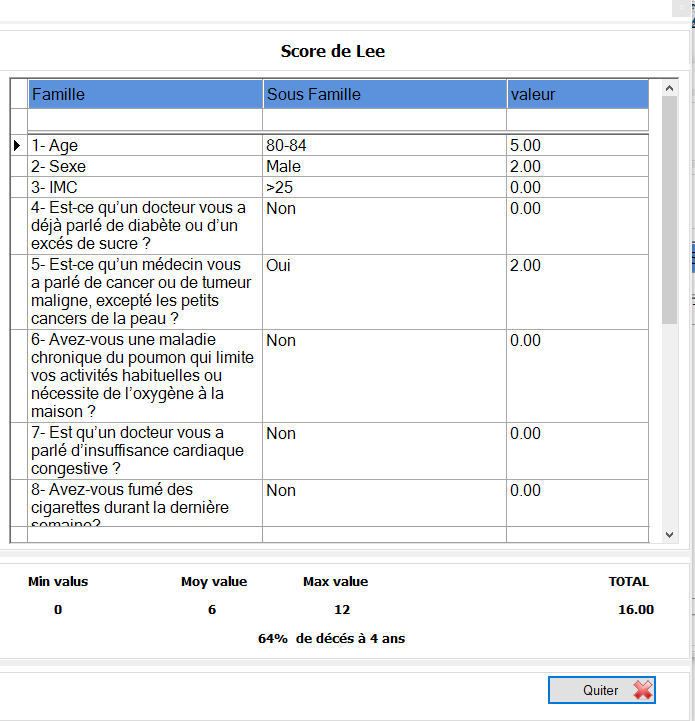 Score de Lee
Famille Sous Famille valeur
1- Age 80-84 5.00
2- Sexe Male 2.00
3- IMC >25 0.00
4- Est-ce qu'un docteur vous a Non 0.00
déjà parlé de diabète ou d'un
excés de sucre ?
5- Est-ce qu'un médecin vous Oui 2.00
a parlé de cancer ou de tumeur
maligne, excepté les petits
cancers de la peau ?
6- Avez-vous une maladie Non 0.00
chronique du poumon qui limite
vos activités habituelles ou
nécessite de l'oxygène à la
maison ?
7- Est qu'un docteur vous a Non 0.00
parlé d'insuffisance cardiaque
congestive ?
8- Avez-vous fumé des Non 0.00
cigarettes durant la dernière
semaine?
Min valus Moy value Max value TOTAL
0 6 12 16.00
64% de décés à 4 ans
Quiter